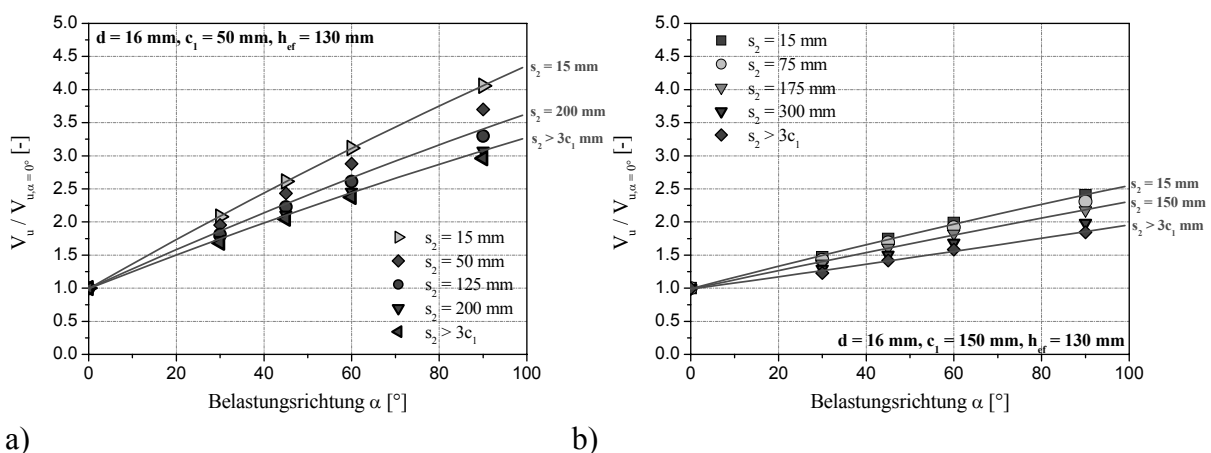 d = 16 mm, c₁ = 50 mm, h_ef = 130 mm
V_u / V_{u,α = 0°} [-]
5.0
4.5
4.0
3.5
3.0
2.5
2.0
1.5
1.0
0.5
0.0
s₂ = 15 mm
s₂ = 200 mm
s₂ > 3c₁ mm
s₂ = 15 mm
s₂ = 50 mm
s₂ = 125 mm
s₂ = 200 mm
s₂ > 3c₁
0 20 40 60 80 100
Belastungsrichtung α [°]
a)
V_u / V_{u,α = 0°} [-]
5.0
4.5
4.0
3.5
3.0
2.5
2.0
1.5
1.0
0.5
0.0
s₂ = 15 mm
s₂ = 75 mm
s₂ = 175 mm
s₂ = 300 mm
s₂ > 3c₁
s₂ = 15 mm
s₂ = 150 mm
s₂ > 3c₁ mm
d = 16 mm, c₁ = 150 mm, h_ef = 130 mm
0 20 40 60 80 100
Belastungsrichtung α [°]
b)